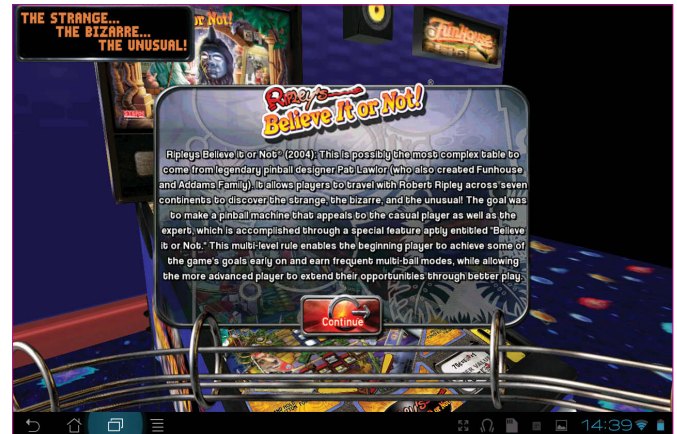 THE STRANGE...
THE BIZARRE...
THE UNUSUAL!
or Not!
FunHouse
Ripley's
Believe It or Not!
®
Ripleys Believe It or Not® (2004): This is possibly the most complex table to
come from legendary pinball designer Pat Lawlor (who also created Funhouse
and Addams Family). It allows players to travel with Robert Ripley across seven
continents to discover the strange, the bizarre, and the unusual! The goal was
to make a pinball machine that appeals to the casual player as well as the
expert, which is accomplished through a special feature aptly entitled "Believe
it or Not." This multi-level rule enables the beginning player to achieve some of
the game's goals early on and earn frequent multi-ball modes, while allowing
the more advanced player to extend their opportunities through better play.
Continue
14:39